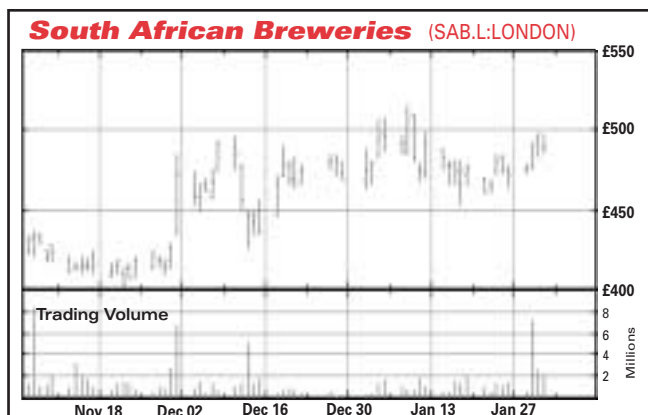 South African Breweries (SAB.L:LONDON)
£550
£500
£450
£400
Trading Volume
8
6
4
2
Millions
Nov 18 Dec 02 Dec 16 Dec 30 Jan 13 Jan 27